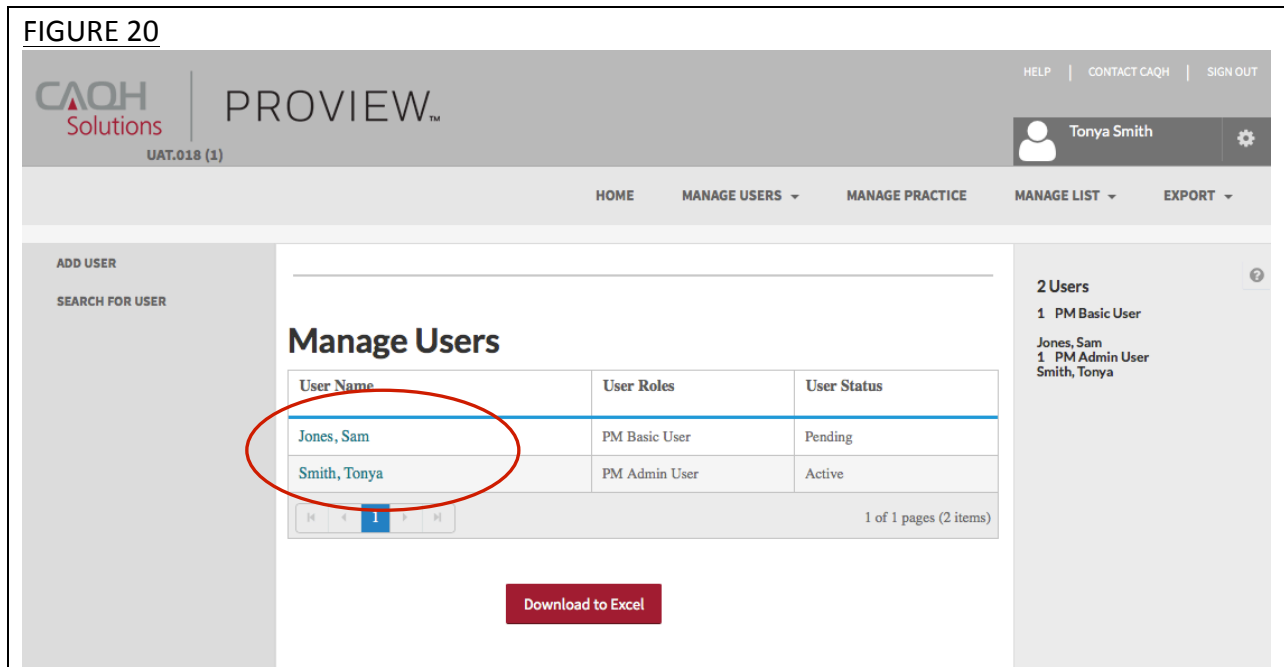 FIGURE 20
HELP | CONTACT CAQH | SIGN OUT
CAQH
Solutions
PROVIEW™
UAT.018 (1)
Tonya Smith
HOME MANAGE USERS MANAGE PRACTICE MANAGE LIST EXPORT
ADD USER
SEARCH FOR USER
Manage Users
User Name User Roles User Status
Jones, Sam PM Basic User Pending
Smith, Tonya PM Admin User Active
1 1 of 1 pages (2 items)
Download to Excel
2 Users
1 PM Basic User
Jones, Sam
1 PM Admin User
Smith, Tonya